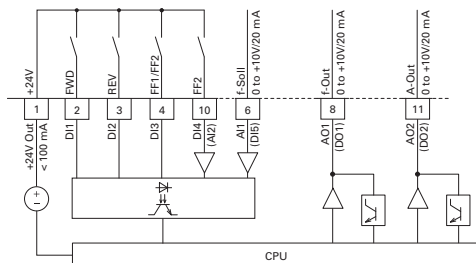 +24V
FWD
REV
FF1/FF2
FF2
f-Soll
0 to +10V/20 mA
f-Out
0 to +10V/20 mA
A-Out
0 to +10V/20 mA
1
2
3
4
10
6
8
11
+24V Out
< 100 mA
DI1
DI2
DI3
DI4
(AI2)
AI1
(DI5)
AO1
(DO1)
AO2
(DO2)
+
−
CPU